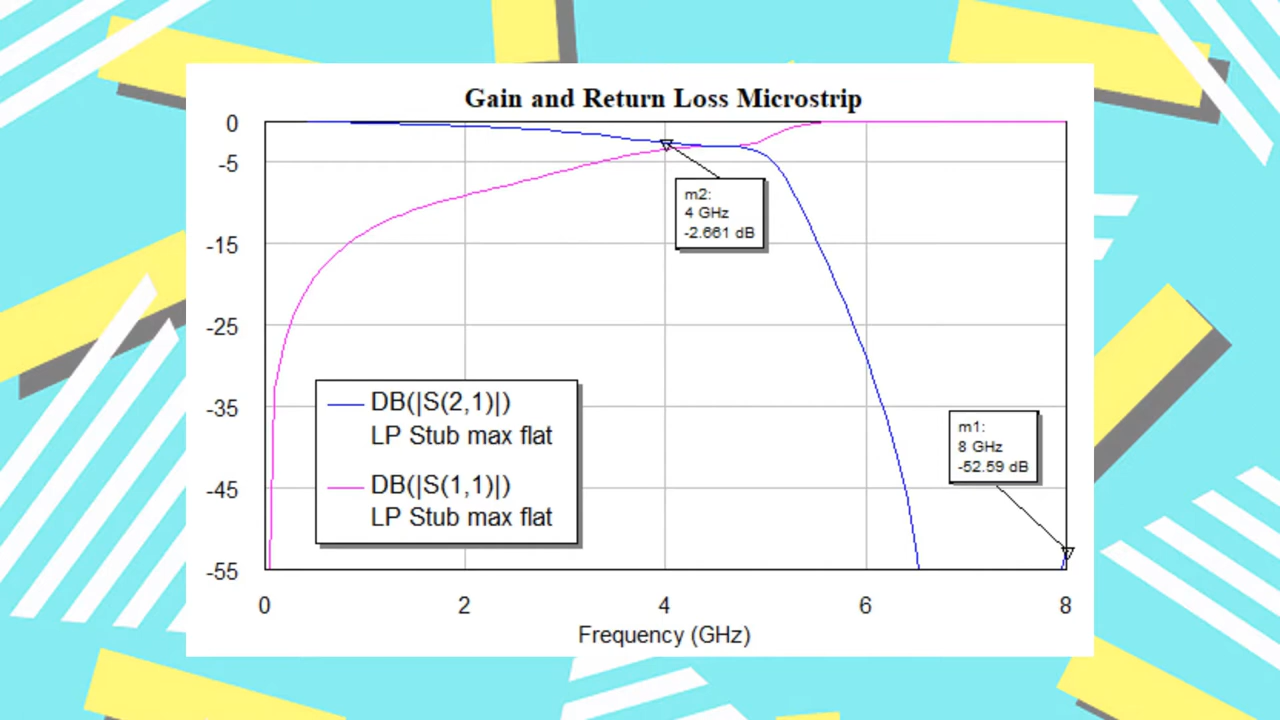 Gain and Return Loss Microstrip
0
-5
-15
-25
-35
-45
-55
m2:
4 GHz
-2.661 dB
m1:
8 GHz
-52.59 dB
DB(|S(2,1)|)
LP Stub max flat
DB(|S(1,1)|)
LP Stub max flat
0 2 4 6 8
Frequency (GHz)